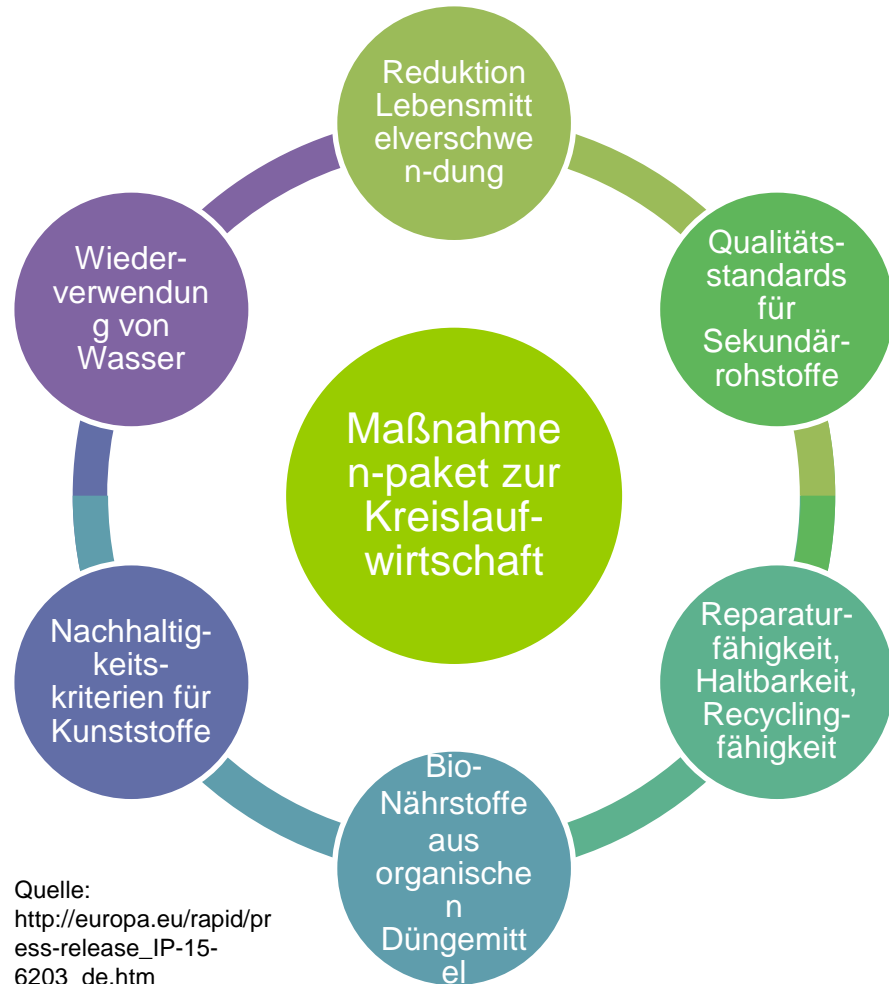 Reduktion
Lebensmitt
elverschwe
n-dung
Qualitäts-
standards
für
Sekundär-
rohstoffe
Reparatur-
fähigkeit,
Haltbarkeit,
Recycling-
fähigkeit
Bio-
Nährstoffe
aus
organische
n
Düngemitt
el
Nachhaltig-
keits-
kriterien für
Kunststoffe
Wieder-
verwendun
g von
Wasser
Maßnahme
n-paket zur
Kreislauf-
wirtschaft
Quelle:
http://europa.eu/rapid/pr
ess-release_IP-15-
6203_de.htm